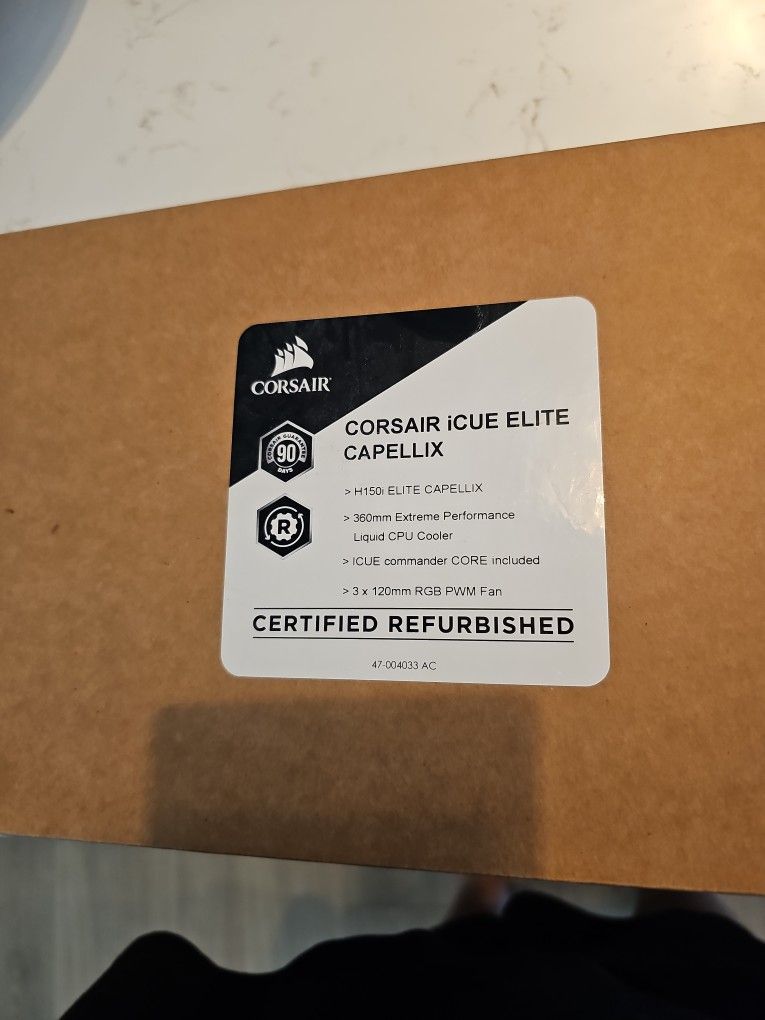 CORSAIR
CORSAIR GUARANTEE
90
DAYS
R
CORSAIR iCUE ELITE
CAPELLIX
> H150i ELITE CAPELLIX
> 360mm Extreme Performance
Liquid CPU Cooler
> iCUE commander CORE included
> 3 x 120mm RGB PWM Fan
CERTIFIED REFURBISHED
47-004033 AC